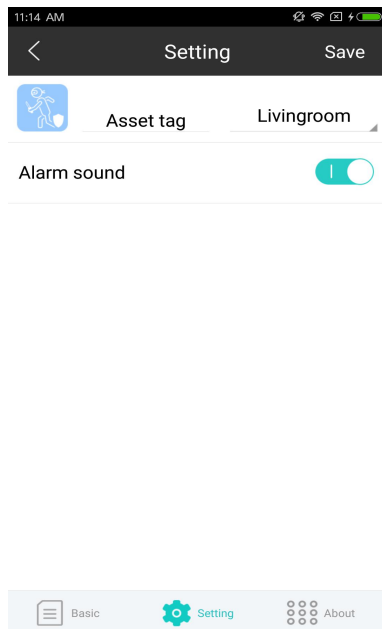 11:14 AM
Setting Save
Asset tag Livingroom
Alarm sound
Basic Setting About